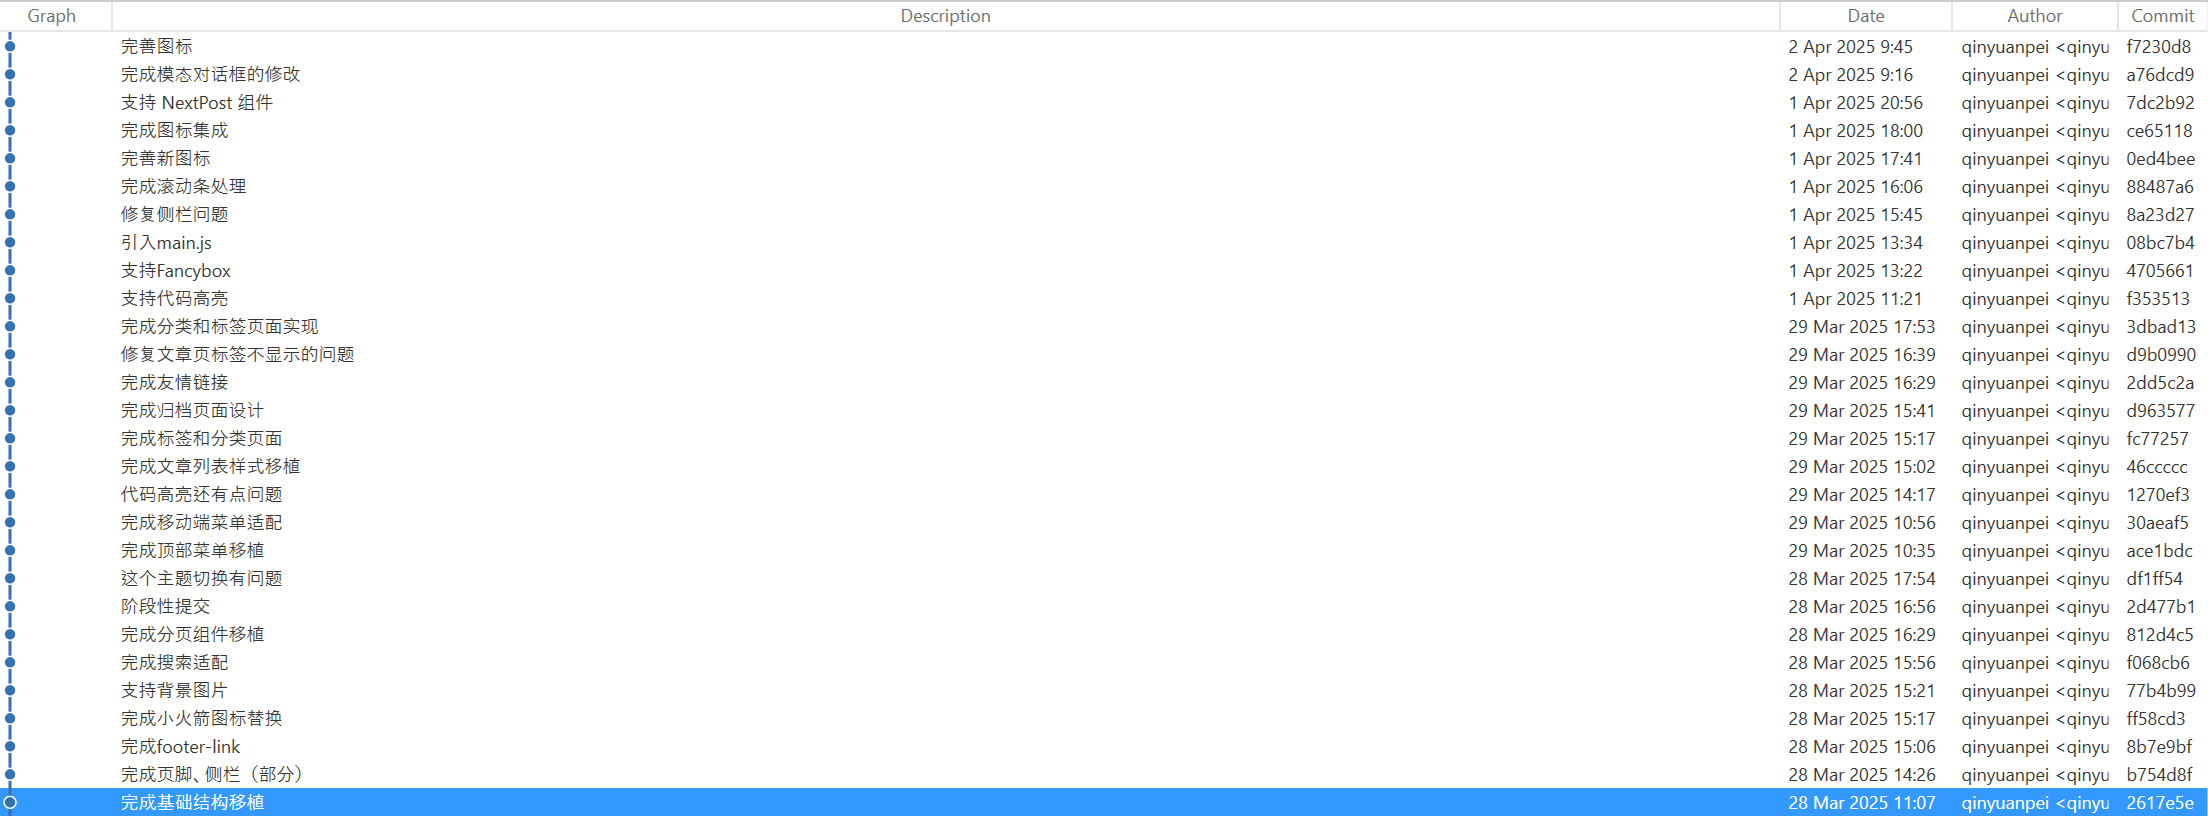 Graph Description Date Author Commit
完善图标 2 Apr 2025 9:45 qinyuanpei <qinyu f7230d8
完成模态对话框的修改 2 Apr 2025 9:16 qinyuanpei <qinyu a76dcd9
支持 NextPost 组件 1 Apr 2025 20:56 qinyuanpei <qinyu 7dc2b92
完成图标集成 1 Apr 2025 18:00 qinyuanpei <qinyu ce65118
完善新图标 1 Apr 2025 17:41 qinyuanpei <qinyu 0ed4bee
完成滚动条处理 1 Apr 2025 16:06 qinyuanpei <qinyu 88487a6
修复侧栏问题 1 Apr 2025 15:45 qinyuanpei <qinyu 8a23d27
引入main.js 1 Apr 2025 13:34 qinyuanpei <qinyu 08bc7b4
支持Fancybox 1 Apr 2025 13:22 qinyuanpei <qinyu 4705661
支持代码高亮 1 Apr 2025 11:21 qinyuanpei <qinyu f353513
完成分类和标签页面实现 29 Mar 2025 17:53 qinyuanpei <qinyu 3dbad13
修复文章页标签不显示的问题 29 Mar 2025 16:39 qinyuanpei <qinyu d9b0990
完成友情链接 29 Mar 2025 16:29 qinyuanpei <qinyu 2dd5c2a
完成归档页面设计 29 Mar 2025 15:41 qinyuanpei <qinyu d963577
完成标签和分类页面 29 Mar 2025 15:17 qinyuanpei <qinyu fc77257
完成文章列表样式移植 29 Mar 2025 15:02 qinyuanpei <qinyu 46ccccc
代码高亮还有点问题 29 Mar 2025 14:17 qinyuanpei <qinyu 1270ef3
完成移动端菜单适配 29 Mar 2025 10:56 qinyuanpei <qinyu 30aeaf5
完成顶部菜单移植 29 Mar 2025 10:35 qinyuanpei <qinyu ace1bdc
这个主题切换有问题 28 Mar 2025 17:54 qinyuanpei <qinyu df1ff54
阶段性提交 28 Mar 2025 16:56 qinyuanpei <qinyu 2d477b1
完成分页组件移植 28 Mar 2025 16:29 qinyuanpei <qinyu 812d4c5
完成搜索适配 28 Mar 2025 15:56 qinyuanpei <qinyu f068cb6
支持背景图片 28 Mar 2025 15:21 qinyuanpei <qinyu 77b4b99
完成小火箭图标替换 28 Mar 2025 15:17 qinyuanpei <qinyu ff58cd3
完成footer-link 28 Mar 2025 15:06 qinyuanpei <qinyu 8b7e9bf
完成页脚、侧栏（部分） 28 Mar 2025 14:26 qinyuanpei <qinyu b754d8f
完成基础结构移植 28 Mar 2025 11:07 qinyuanpei <qinyu 2617e5e